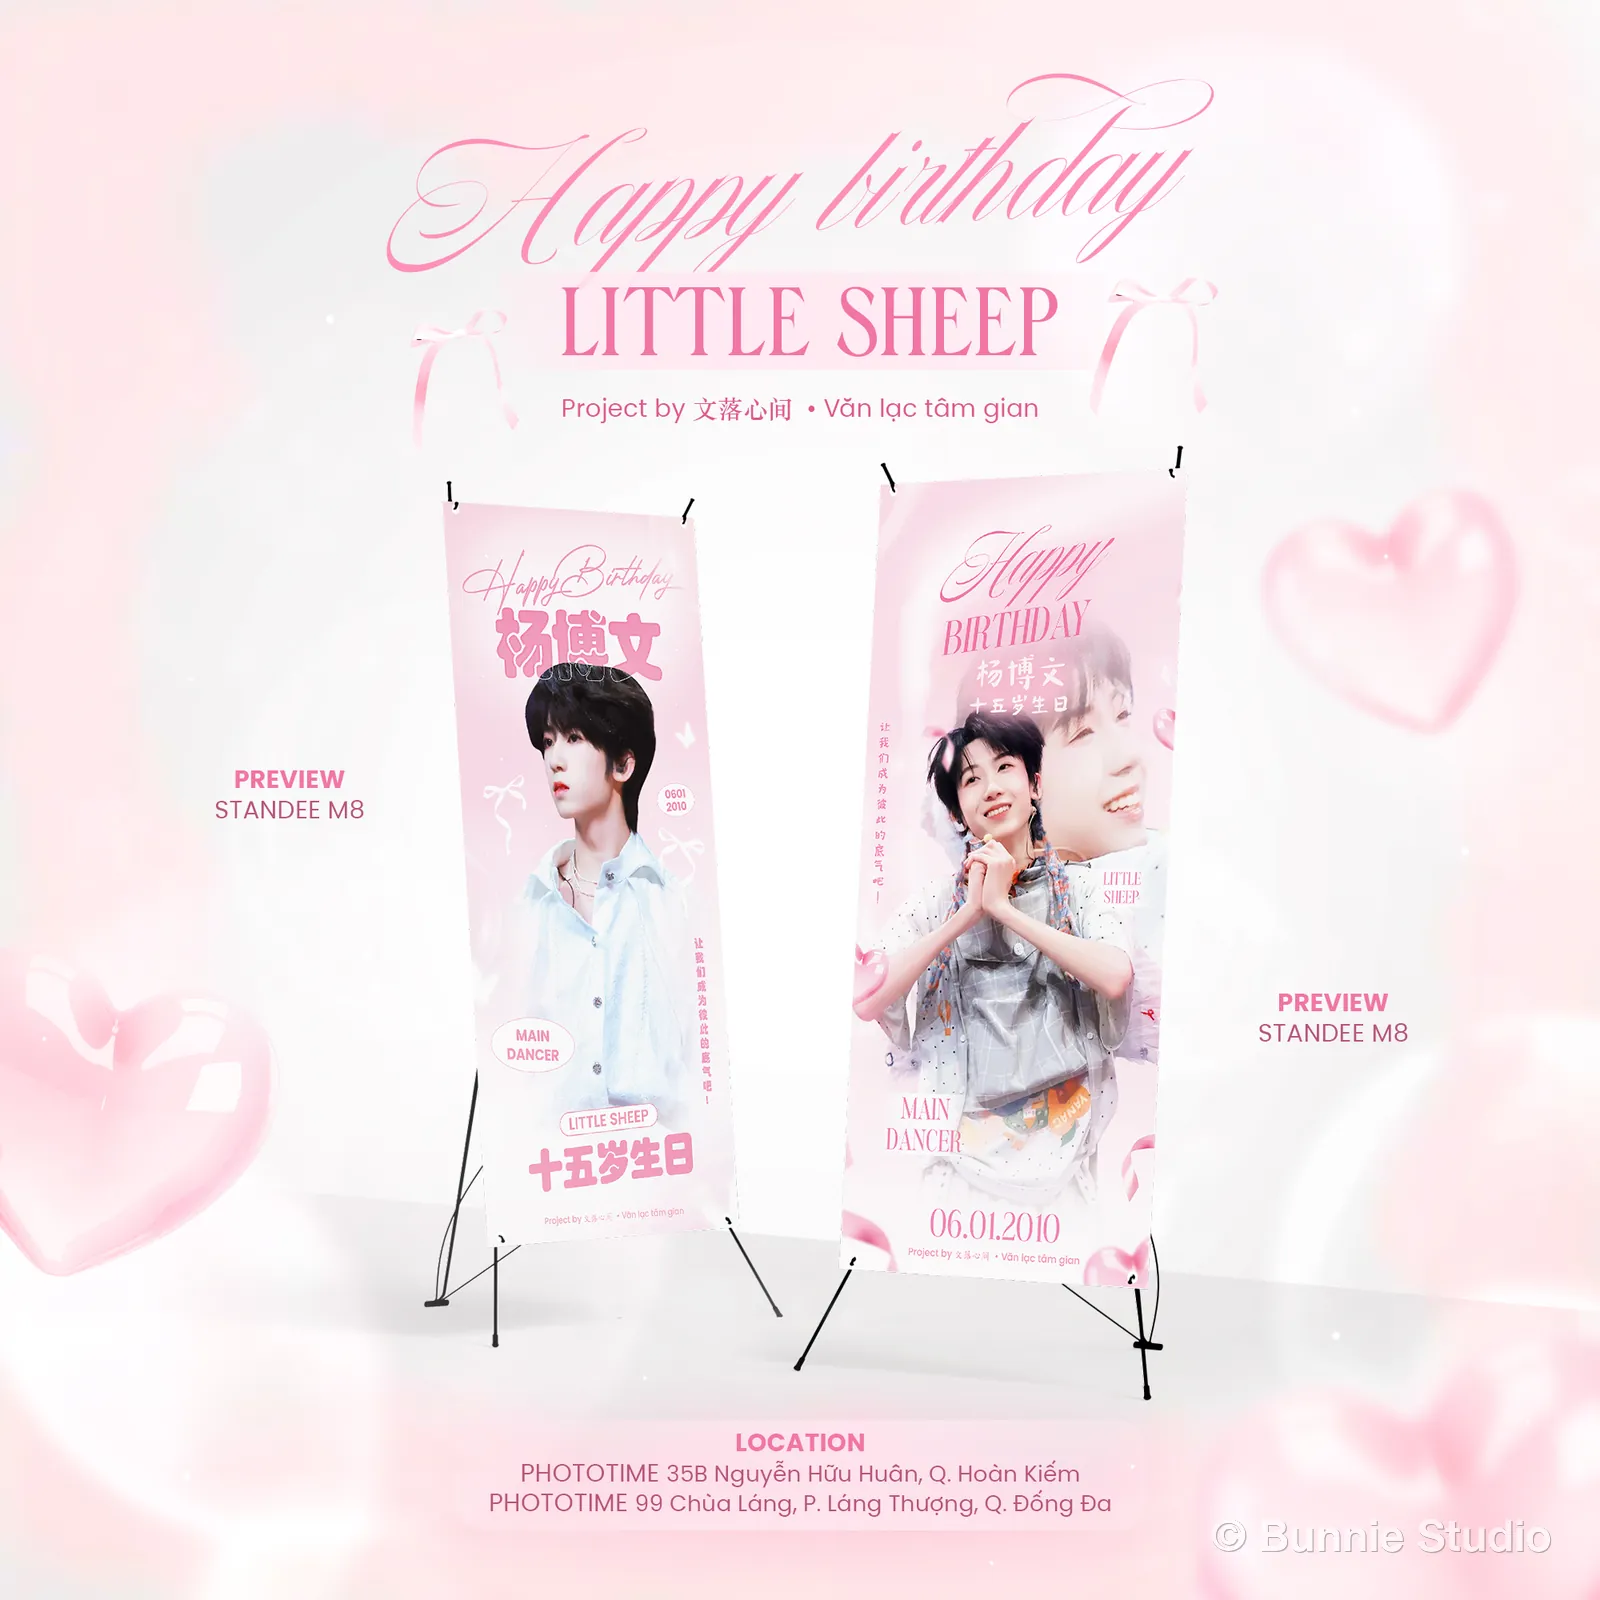 Happy birthday
LITTLE SHEEP
Project by 文落心间 • Văn lạc tâm gian
Happy Birthday
杨博文
0601
2010
让我们成为彼此的底气吧！
MAIN
DANCER
LITTLE SHEEP
十五岁生日
Project by 文落心间 • Văn lạc tâm gian
PREVIEW
STANDEE M8
Happy
BIRTHDAY
杨博文
十五岁生日
让我们成为彼此的底气吧！
LITTLE
SHEEP
MAIN
DANCER
06.01.2010
Project by 文落心间 • Văn lạc tâm gian
PREVIEW
STANDEE M8
LOCATION
PHOTOTIME 35B Nguyễn Hữu Huân, Q. Hoàn Kiếm
PHOTOTIME 99 Chùa Láng, P. Láng Thượng, Q. Đống Đa
© Bunnie Studio